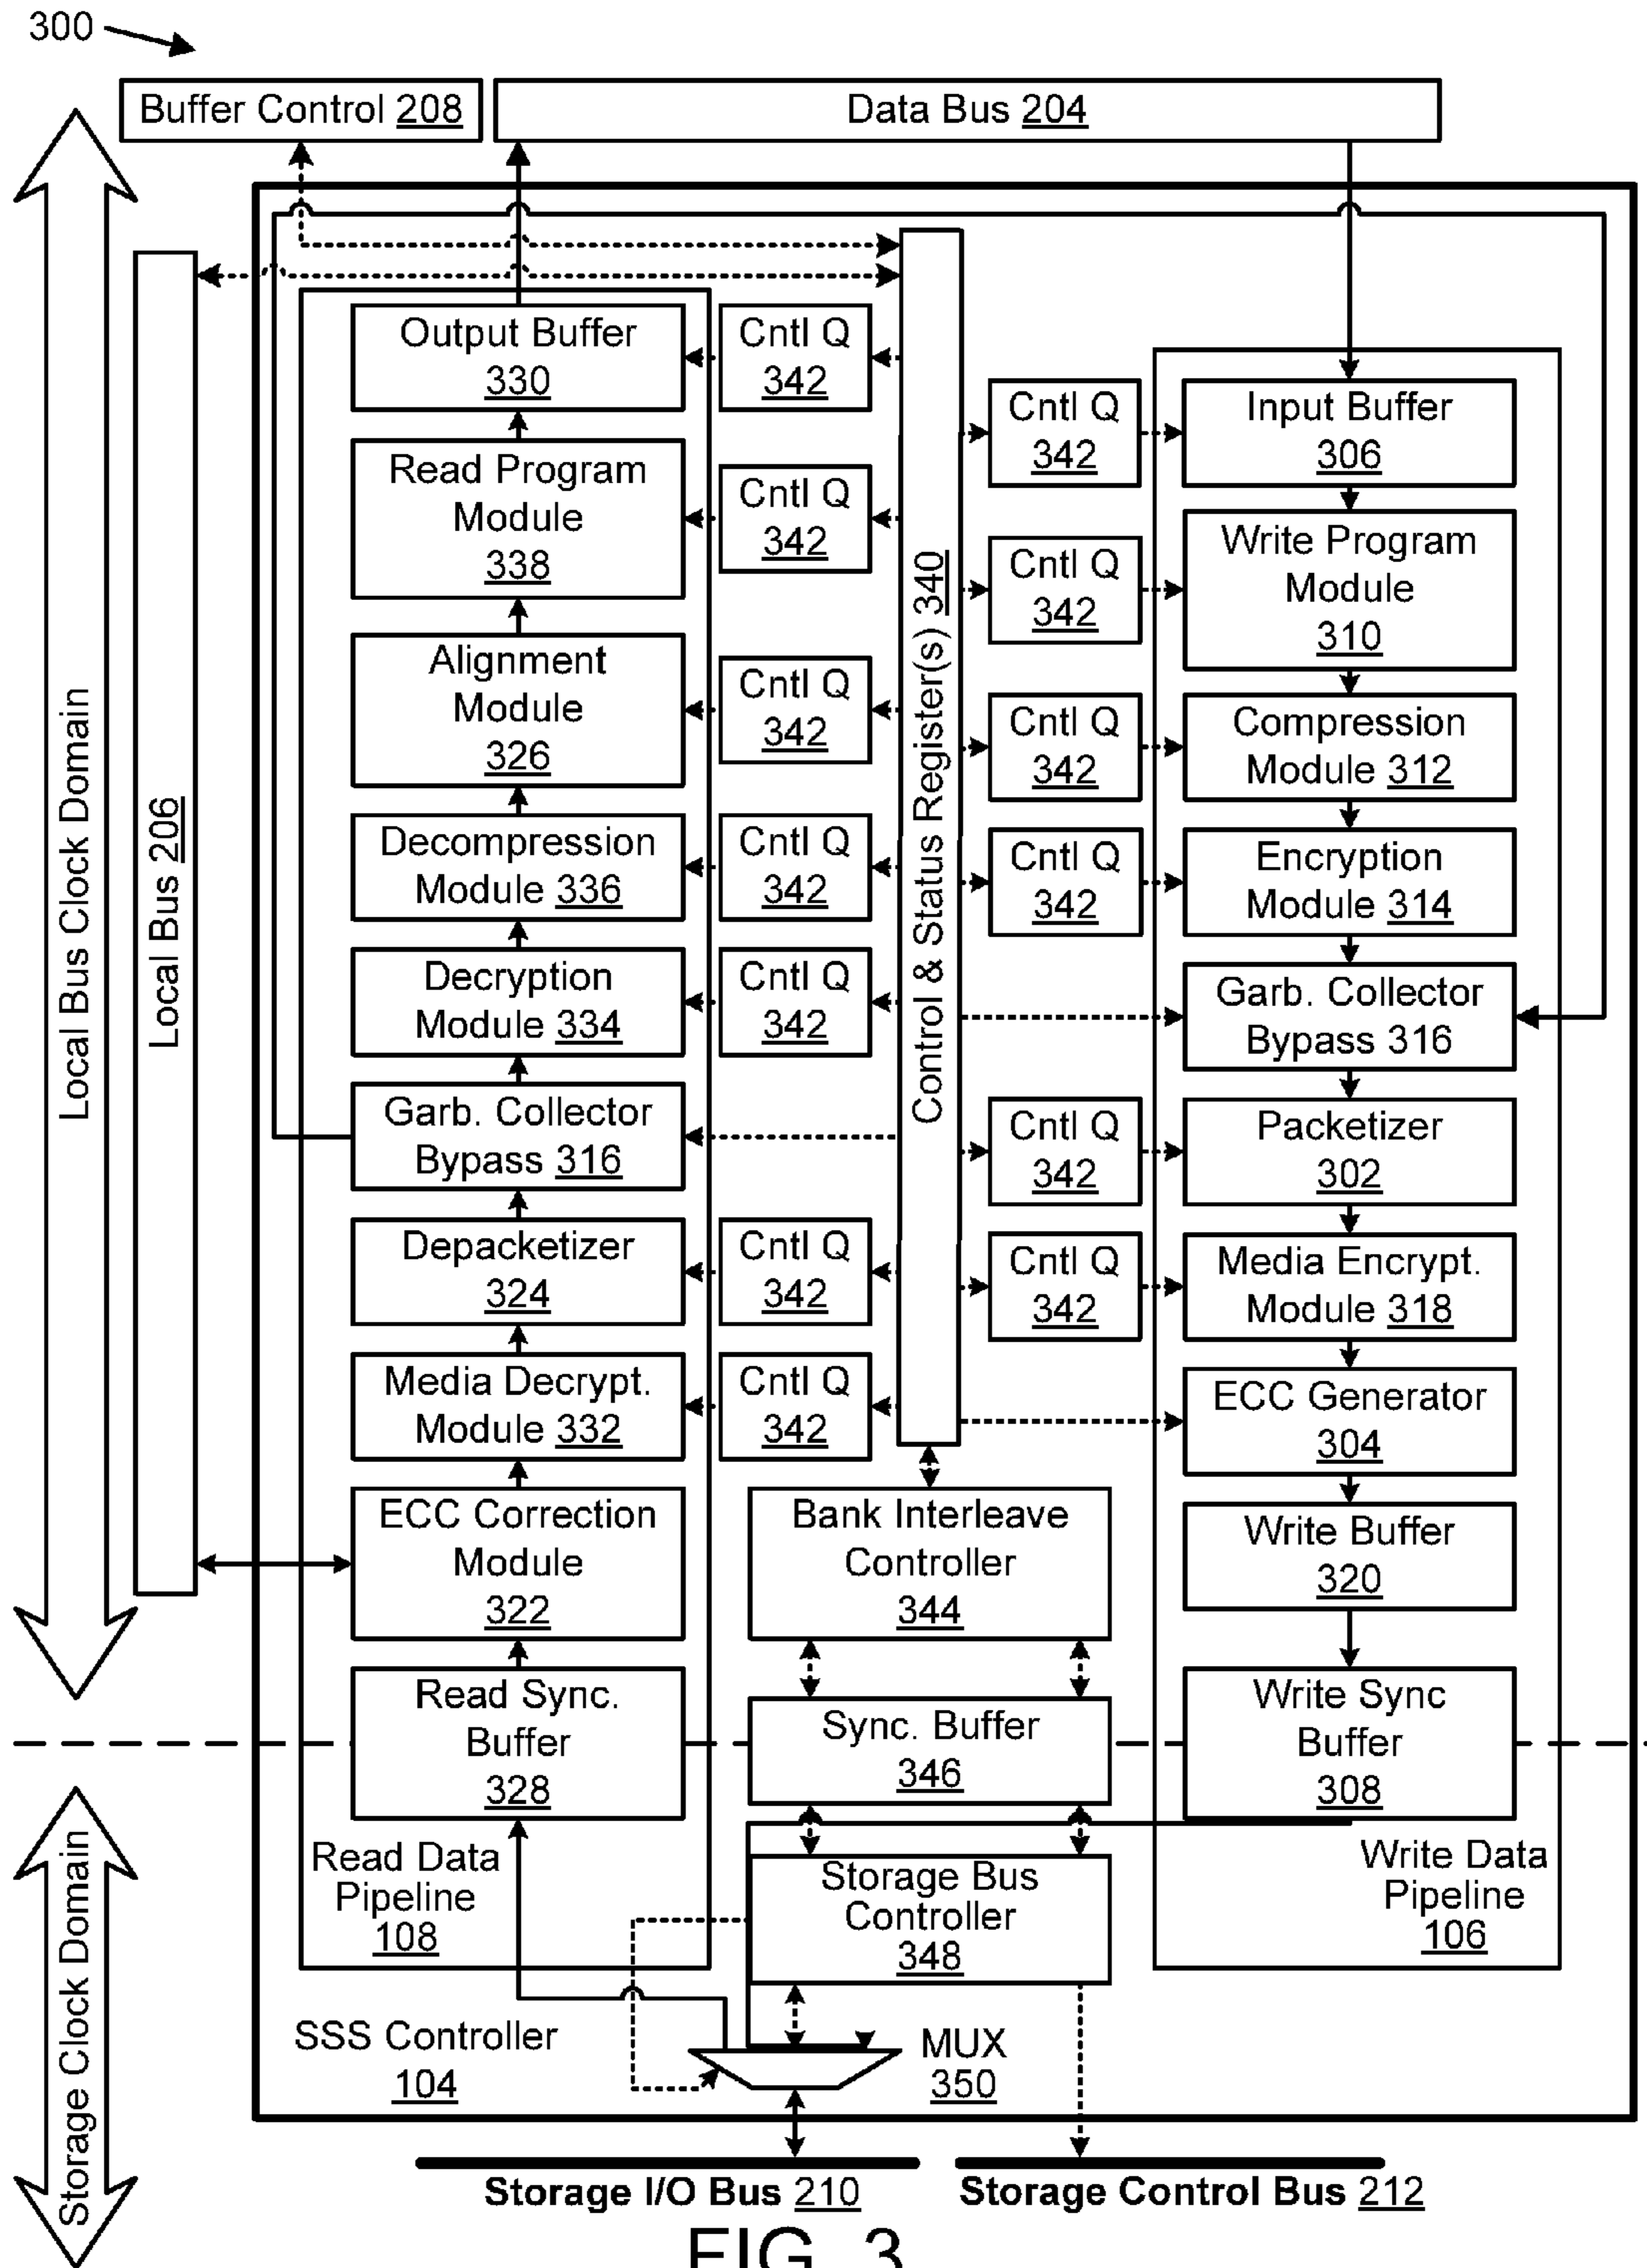 300
Buffer Control 208
Data Bus 204
Local Bus Clock Domain
Local Bus 206
Output Buffer
330
Cntl Q
342
Read Program
Module
338
Cntl Q
342
Alignment
Module
326
Cntl Q
342
Decompression
Module 336
Cntl Q
342
Decryption
Module 334
Cntl Q
342
Garb. Collector
Bypass 316
Depacketizer
324
Cntl Q
342
Media Decrypt.
Module 332
Cntl Q
342
ECC Correction
Module
322
Read Sync.
Buffer
328
Read Data
Pipeline
108
Control & Status Register(s) 340
Bank Interleave
Controller
344
Sync. Buffer
346
Storage Bus
Controller
348
Cntl Q
342
Input Buffer
306
Cntl Q
342
Write Program
Module
310
Cntl Q
342
Compression
Module 312
Cntl Q
342
Encryption
Module 314
Garb. Collector
Bypass 316
Cntl Q
342
Packetizer
302
Cntl Q
342
Media Encrypt.
Module 318
ECC Generator
304
Write Buffer
320
Write Sync
Buffer
308
Write Data
Pipeline
106
Storage Clock Domain
SSS Controller
104
MUX
350
Storage I/O Bus 210
Storage Control Bus 212
FIG. 3